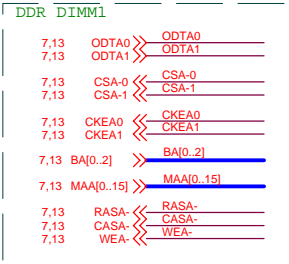 DDR DIMM1
7,13 ODTA0 ODTA0
7,13 ODTA1 ODTA1
7,13 CSA-0 CSA-0
7,13 CSA-1 CSA-1
7,13 CKEA0 CKEA0
7,13 CKEA1 CKEA1
7,13 BA[0..2] BA[0..2]
7,13 MAA[0..15] MAA[0..15]
7,13 RASA- RASA-
7,13 CASA- CASA-
7,13 WEA- WEA-